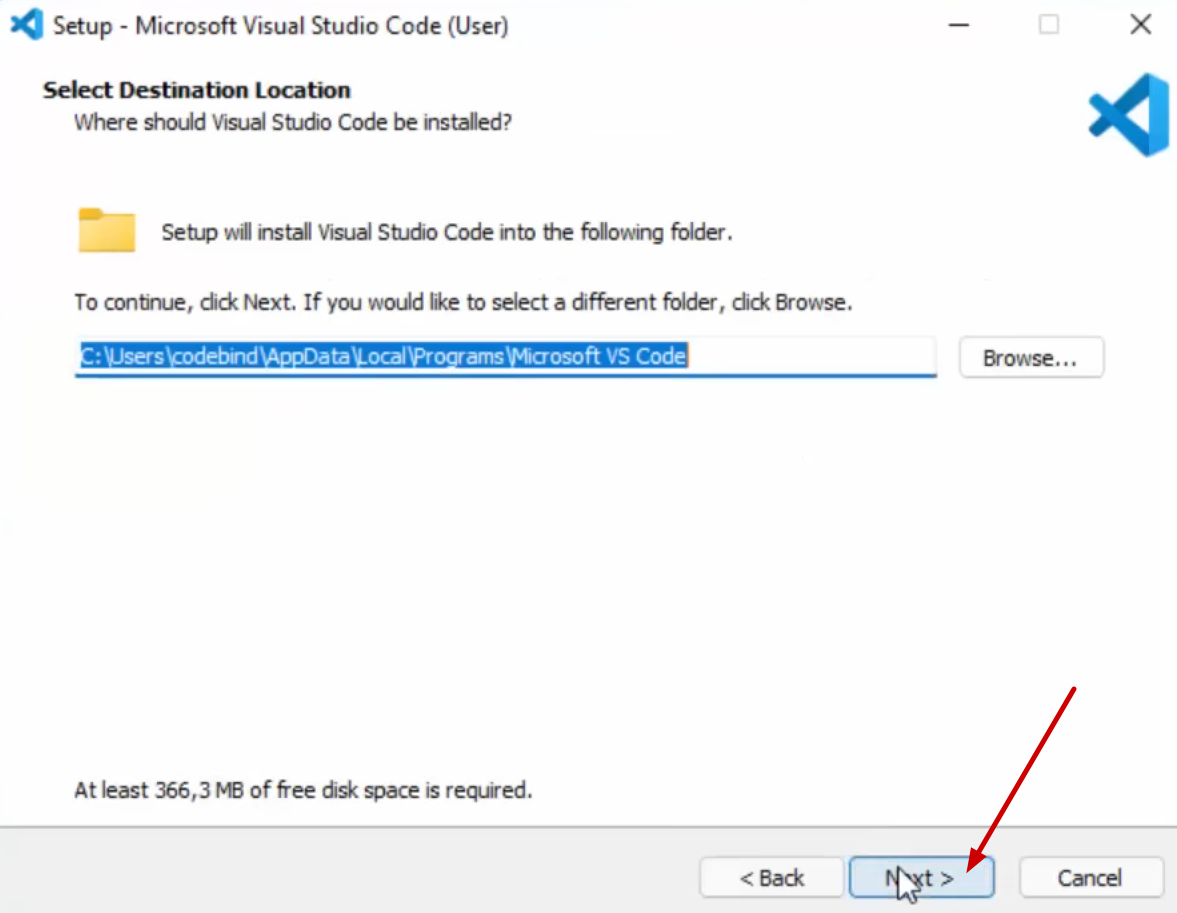 Setup - Microsoft Visual Studio Code (User)
Select Destination Location
Where should Visual Studio Code be installed?
Setup will install Visual Studio Code into the following folder.
To continue, click Next. If you would like to select a different folder, click Browse.
C:\Users\codebind\AppData\Local\Programs\Microsoft VS Code
Browse...
At least 366,3 MB of free disk space is required.
< Back
Next >
Cancel